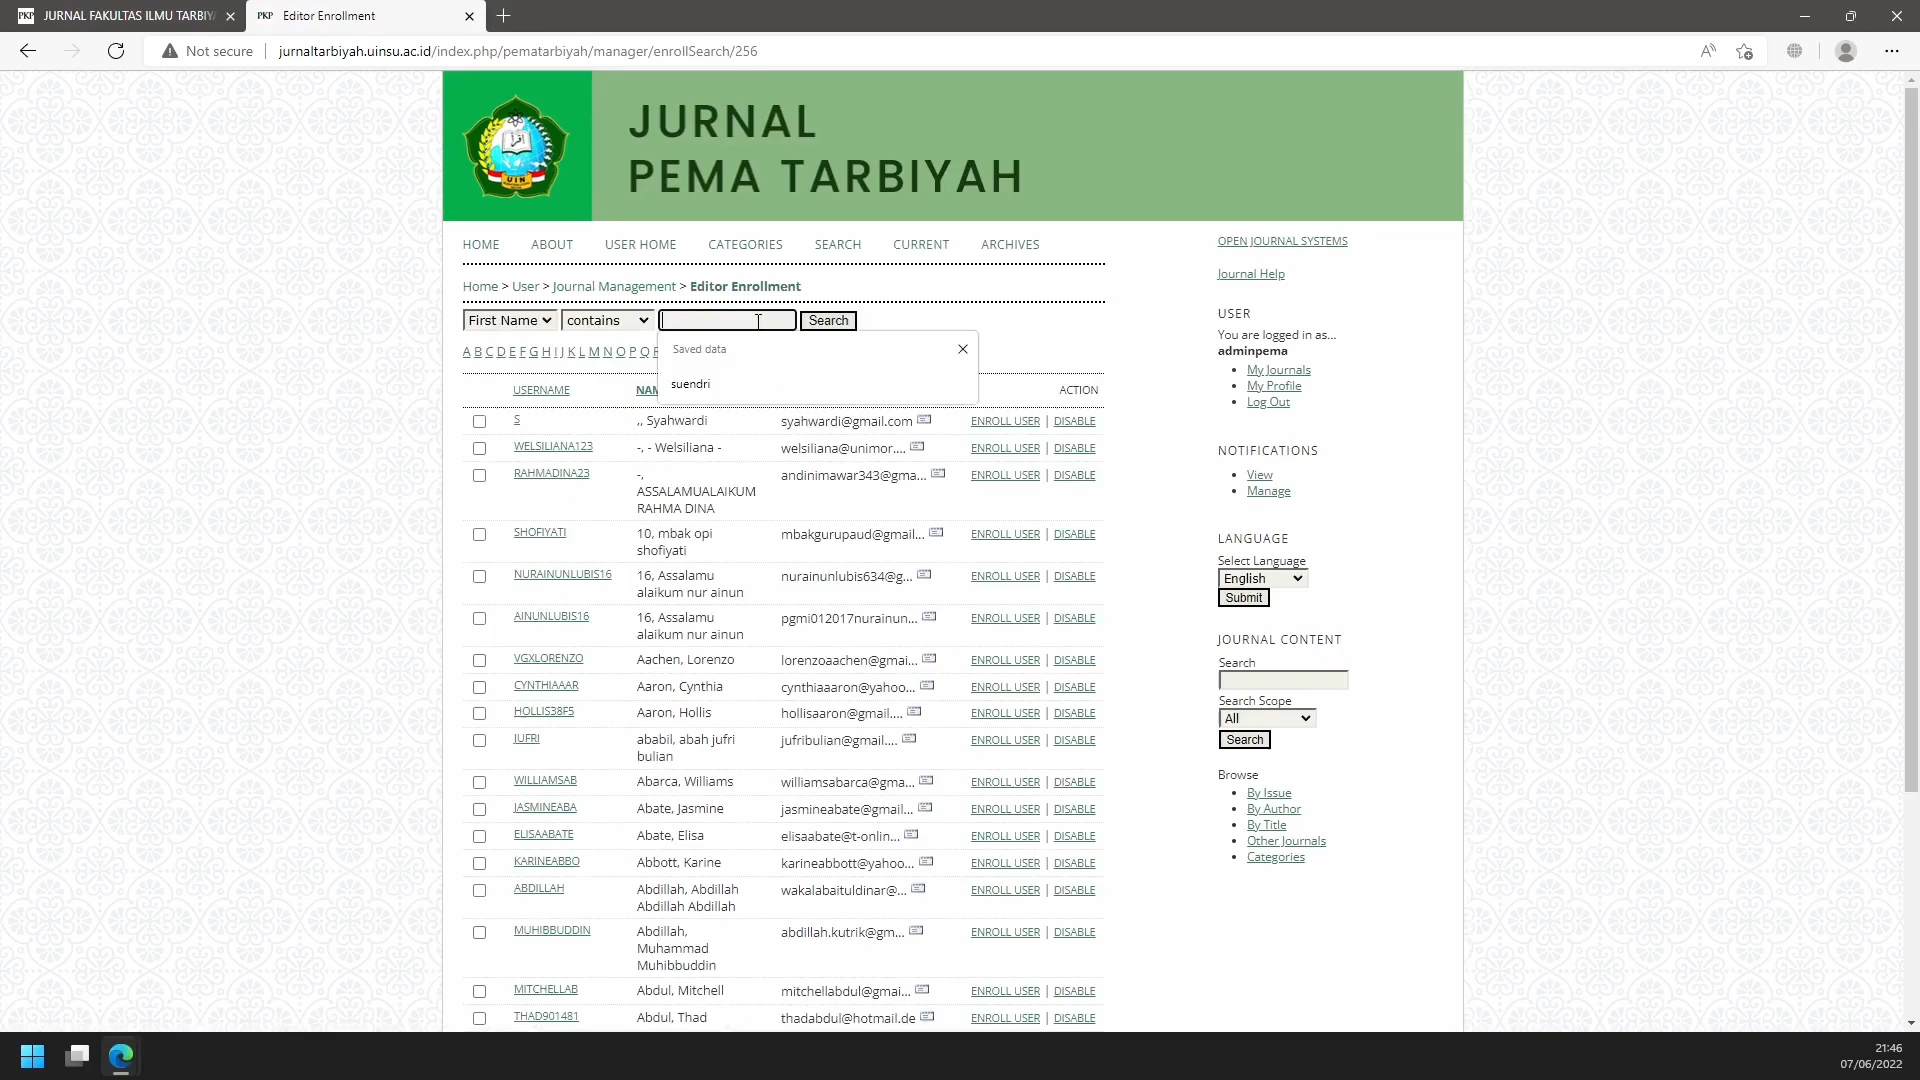 JURNAL FAKULTAS ILMU TARBIY
Editor Enrollment
Not secure
jurnaltarbiyah.uinsu.ac.id/index.php/pematarbiyah/manager/enrollSearch/256
UIN
JURNAL
PEMA TARBIYAH
HOME ABOUT USER HOME CATEGORIES SEARCH CURRENT ARCHIVES
Home > User > Journal Management > Editor Enrollment
First Name contains Search
A B C D E F G H I J K L M N O P Q R
Saved data
suendri
USERNAME NAM ACTION
S ,, Syahwardi syahwardi@gmail.com ENROLL USER | DISABLE
WELSILIANA123 -, - Welsiliana - welsiliana@unimor.... ENROLL USER | DISABLE
RAHMADINA23 -, andinimawar343@gma... ENROLL USER | DISABLE
ASSALAMUALAIKUM
RAHMA DINA
SHOFIYATI 10, mbak opi mbakgurupaud@gmail... ENROLL USER | DISABLE
shofiyati
NURAINUNLUBIS16 16, Assalamu nurainunlubis634@g... ENROLL USER | DISABLE
alaikum nur ainun
AINUNLUBIS16 16, Assalamu pgmi012017nurainun... ENROLL USER | DISABLE
alaikum nur ainun
VGXLORENZO Aachen, Lorenzo lorenzoaachen@gmai... ENROLL USER | DISABLE
CYNTHIAAAR Aaron, Cynthia cynthiaaaron@yahoo... ENROLL USER | DISABLE
HOLLIS38F5 Aaron, Hollis hollisaaron@gmail.... ENROLL USER | DISABLE
JUFRI ababil, abah jufri jufribulian@gmail.... ENROLL USER | DISABLE
bulian
WILLIAMSAB Abarca, Williams williamsabarca@gma... ENROLL USER | DISABLE
JASMINEABA Abate, Jasmine jasmineabate@gmail... ENROLL USER | DISABLE
ELISAABATE Abate, Elisa elisaabate@t-onlin... ENROLL USER | DISABLE
KARINEABBO Abbott, Karine karineabbott@yahoo... ENROLL USER | DISABLE
ABDILLAH Abdillah, Abdillah wakalabaituldinar@... ENROLL USER | DISABLE
Abdillah Abdillah
MUHIBBUDDIN Abdillah, abdillah.kutrik@gm... ENROLL USER | DISABLE
Muhammad
Muhibbuddin
MITCHELLAB Abdul, Mitchell mitchellabdul@gmai... ENROLL USER | DISABLE
THAD901481 Abdul, Thad thadabdul@hotmail.de ENROLL USER | DISABLE
OPEN JOURNAL SYSTEMS
Journal Help
USER
You are logged in as...
adminpema
My Journals
My Profile
Log Out
NOTIFICATIONS
View
Manage
LANGUAGE
Select Language
English
Submit
JOURNAL CONTENT
Search
Search Scope
All
Search
Browse
By Issue
By Author
By Title
Other Journals
Categories
21:46
07/06/2022